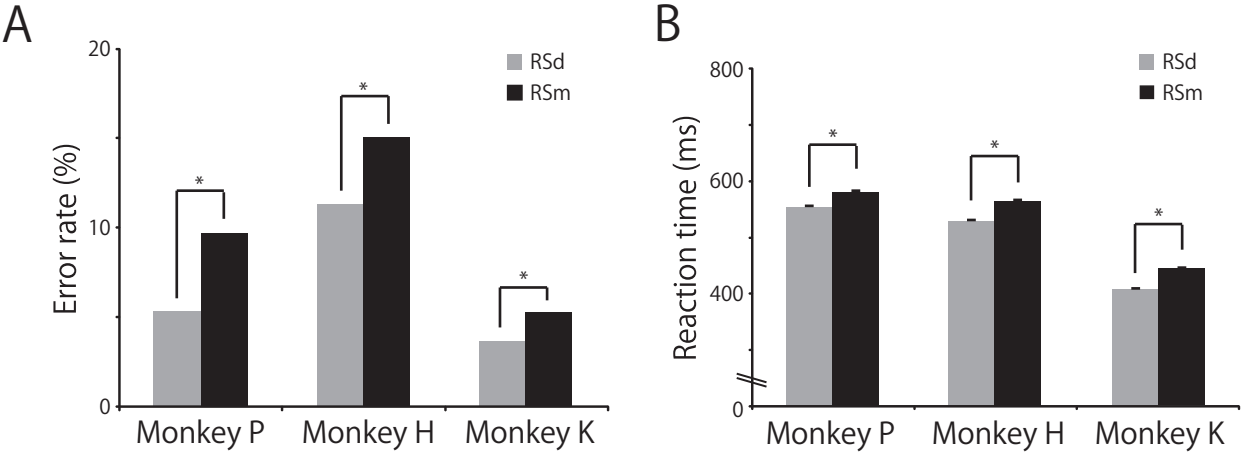 A
Error rate (%)
20
10
0
RSd
RSm
*
*
*
Monkey P
Monkey H
Monkey K
B
Reaction time (ms)
800
600
400
0
RSd
RSm
*
*
*
Monkey P
Monkey H
Monkey K